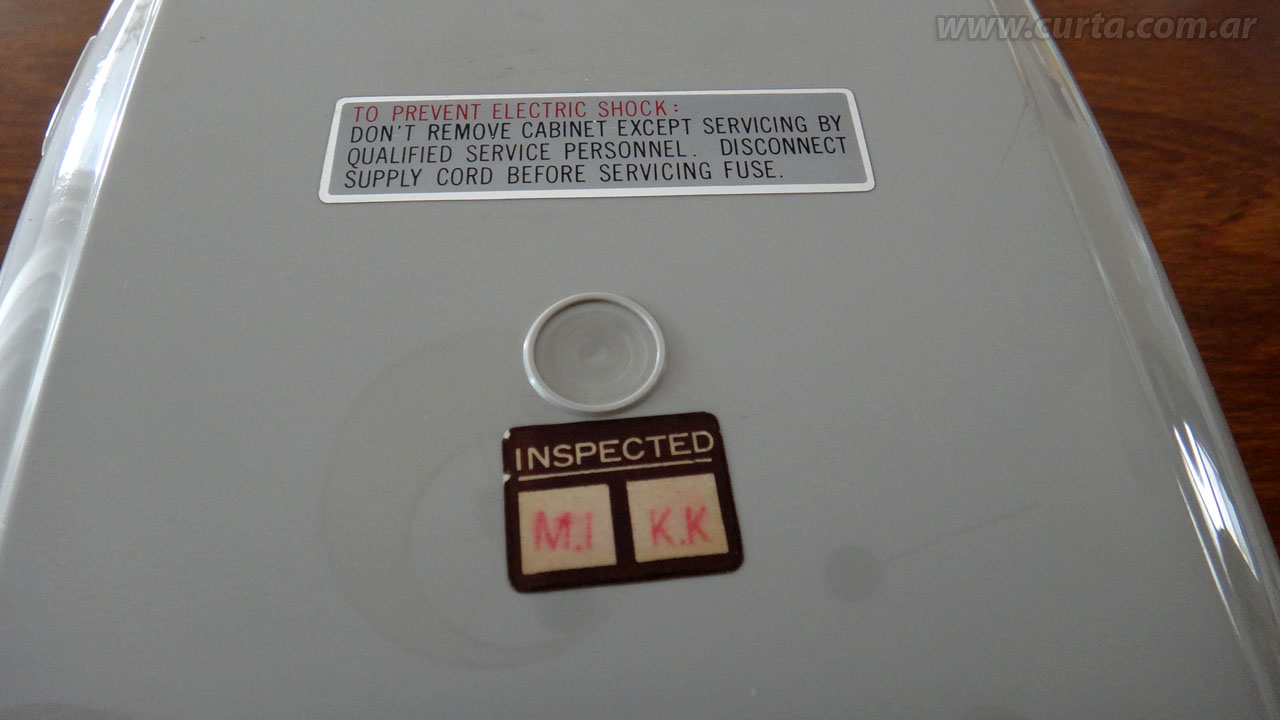 www.curta.com.ar
TO PREVENT ELECTRIC SHOCK:
DON'T REMOVE CABINET EXCEPT SERVICING BY
QUALIFIED SERVICE PERSONNEL. DISCONNECT
SUPPLY CORD BEFORE SERVICING FUSE.
INSPECTED
M.I K.K